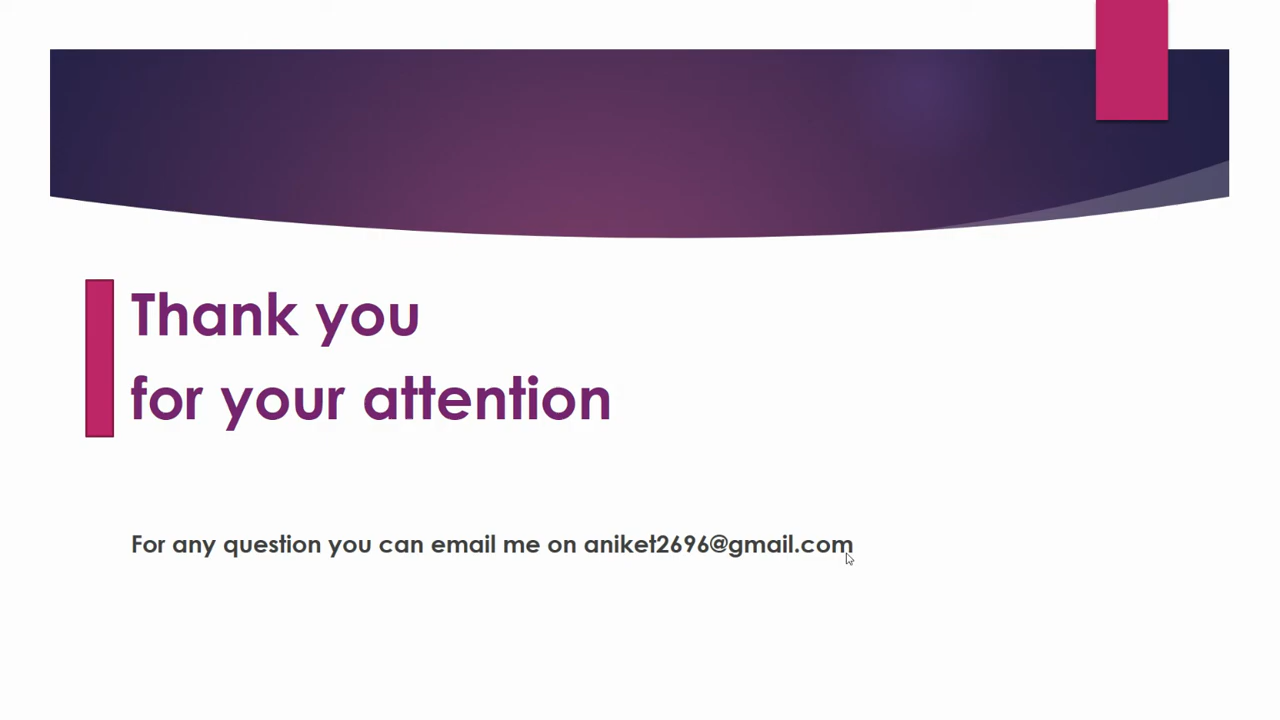 Thank you
for your attention
For any question you can email me on aniket2696@gmail.com